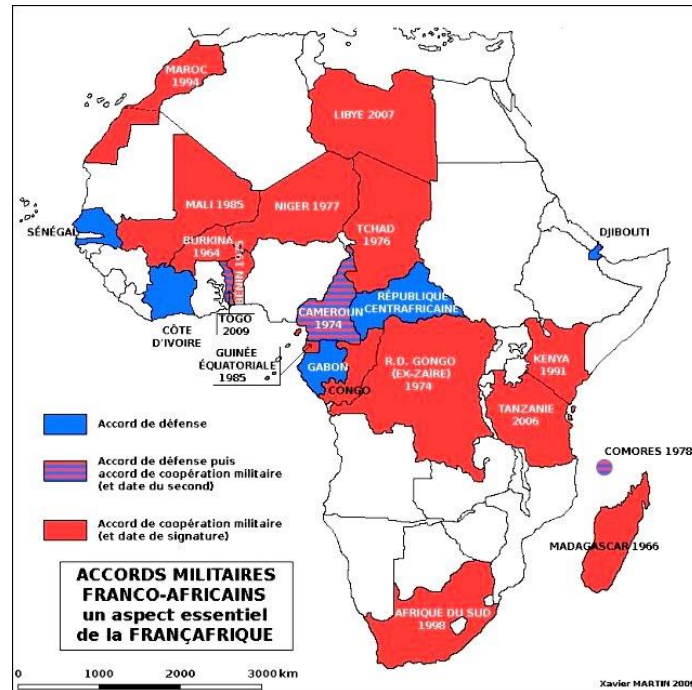 MAROC
1994
LIBYE 2007
MALI 1985
NIGER 1977
TCHAD
1976
SÉNÉGAL
BURKINA
1964
BÉNIN 1975
DJIBOUTI
CÔTE
D'IVOIRE
TOGO
2009
CAMEROUN
1974
RÉPUBLIQUE
CENTRAFRICAINE
GUINÉE
ÉQUATORIALE
1985
GABON
CONGO
R.D. GONGO
(EX-ZAÏRE)
1974
KENYA
1991
TANZANIE
2006
COMORES 1978
MADAGASCAR 1966
AFRIQUE DU SUD
1998
Accord de défense
Accord de défense puis
accord de coopération militaire
(et date du second)
Accord de coopération militaire
(et date de signature)
ACCORDS MILITAIRES
FRANCO-AFRICAINS
un aspect essentiel
de la FRANÇAFRIQUE
0 1000 2000 3000 km
Xavier MARTIN 2009